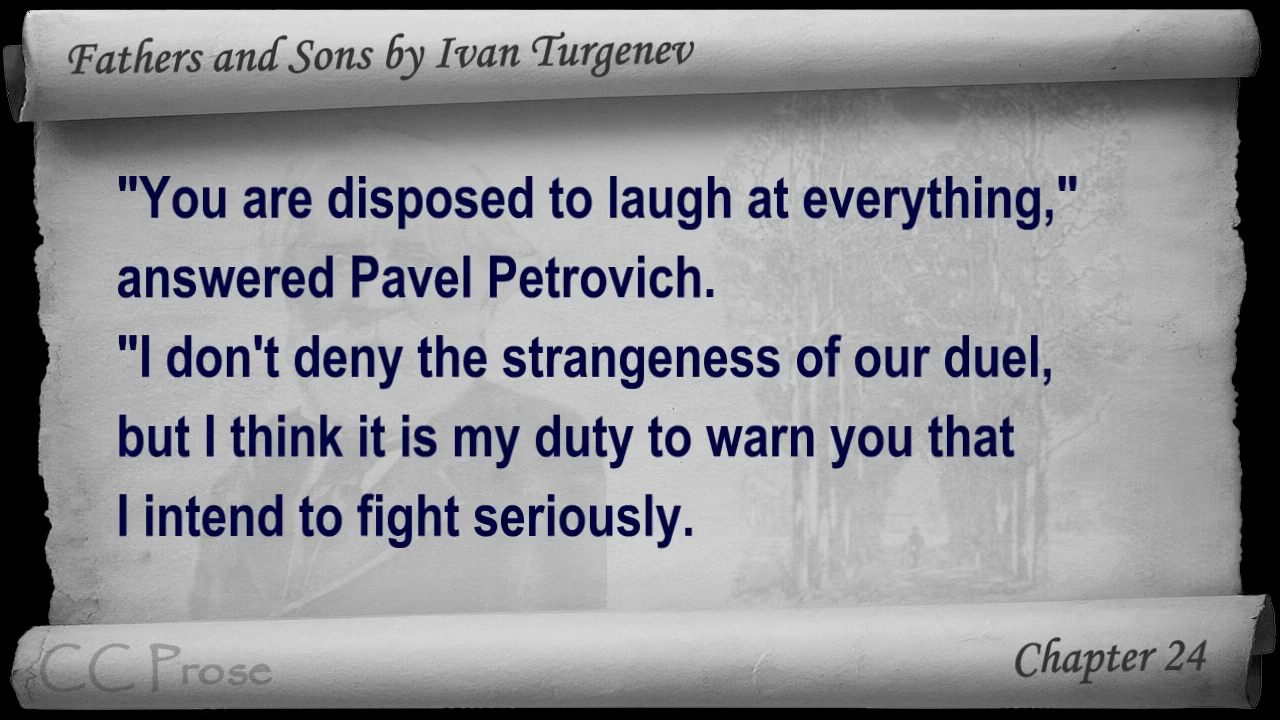 Fathers and Sons by Ivan Turgenev
"You are disposed to laugh at everything,"
answered Pavel Petrovich.
"I don't deny the strangeness of our duel,
but I think it is my duty to warn you that
I intend to fight seriously.
CC Prose
Chapter 24